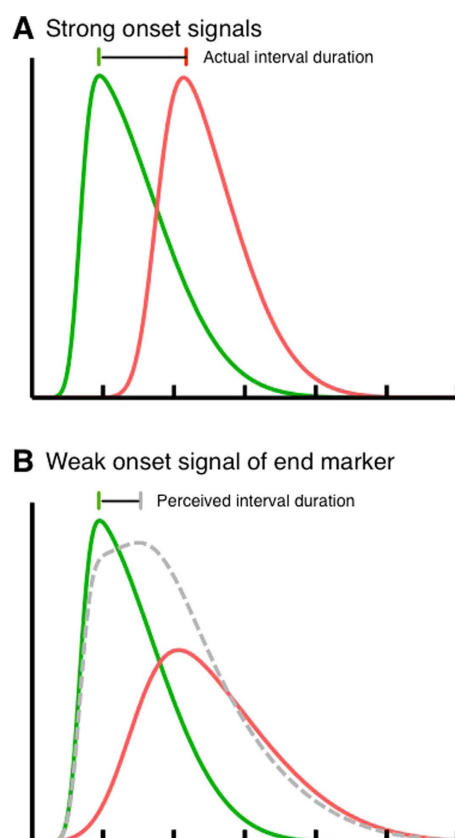 A Strong onset signals
Actual interval duration
B Weak onset signal of end marker
Perceived interval duration